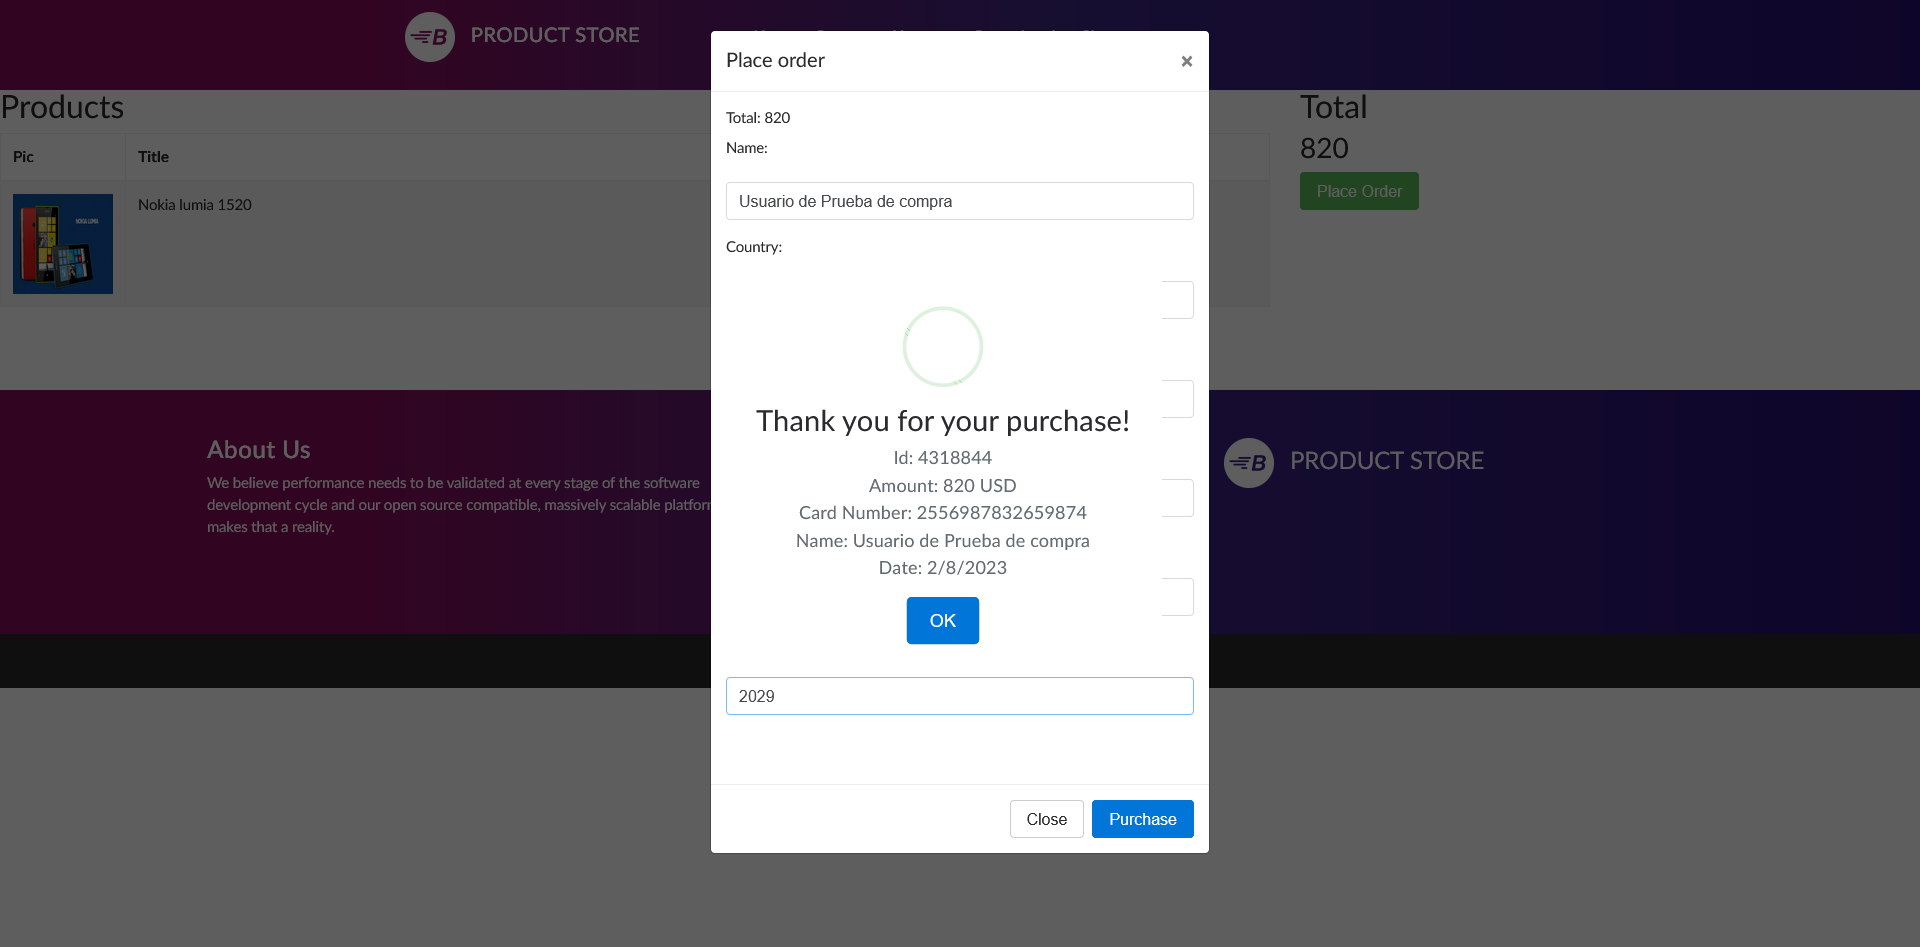 PRODUCT STORE
Place order
×
Products
Total
Total: 820
820
Name:
Pic
Title
Place Order
Usuario de Prueba de compra
Nokia lumia 1520
NOKIA LUMIA
Country:
Thank you for your purchase!
Id: 4318844
Amount: 820 USD
Card Number: 2556987832659874
Name: Usuario de Prueba de compra
Date: 2/8/2023
OK
2029
Close
Purchase
About Us
We believe performance needs to be validated at every stage of the software
development cycle and our open source compatible, massively scalable platfor
makes that a reality.
B PRODUCT STORE